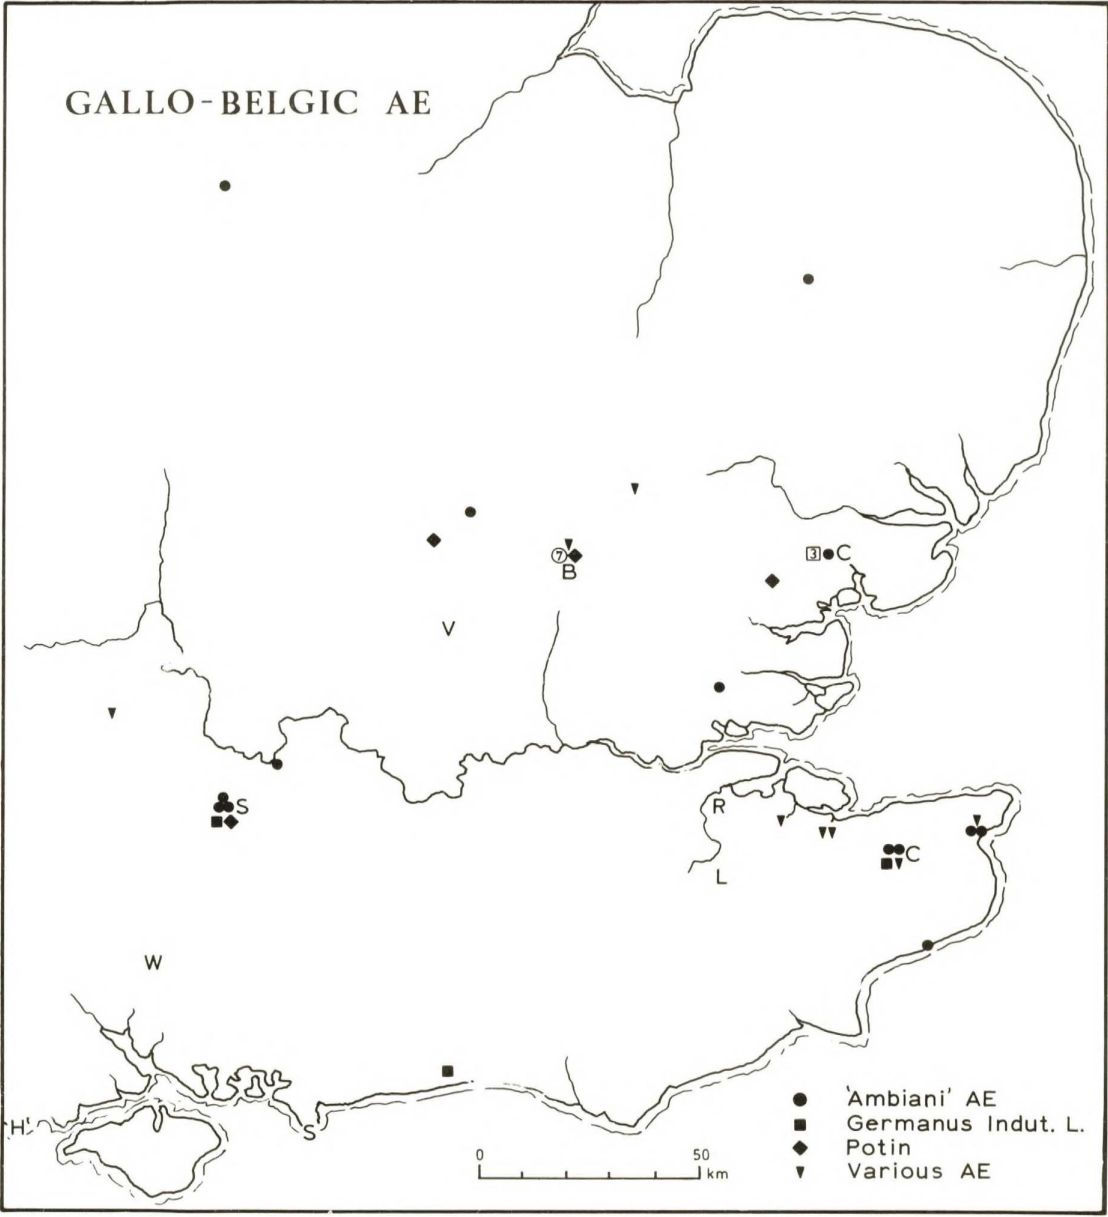 GALLO-BELGIC AE
3 C
7
B
V
S
R
C
L
W
H'
S
0 50
km
'Ambiani' AE
Germanus Indut. L.
Potin
Various AE